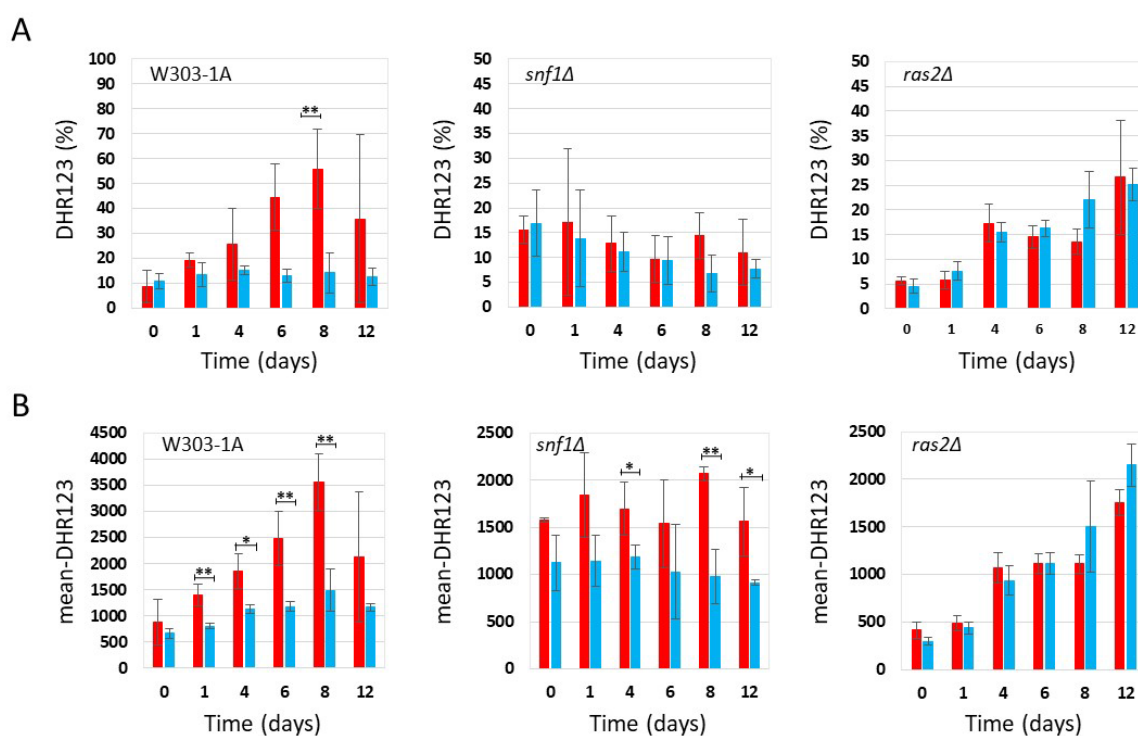 A
W303-1A
DHR123 (%)
100
90
80
70
60
50
40
30
20
10
0
**
0 1 4 6 8 12
Time (days)
snf1Δ
DHR123 (%)
50
45
40
35
30
25
20
15
10
5
0
0 1 4 6 8 12
Time (days)
ras2Δ
DHR123 (%)
50
45
40
35
30
25
20
15
10
5
0
0 1 4 6 8 12
Time (days)
B
W303-1A
mean-DHR123
4500
4000
3500
3000
2500
2000
1500
1000
500
0
** * ** **
0 1 4 6 8 12
Time (days)
snf1Δ
mean-DHR123
2500
2000
1500
1000
500
0
* ** *
0 1 4 6 8 12
Time (days)
ras2Δ
mean-DHR123
2500
2000
1500
1000
500
0
0 1 4 6 8 12
Time (days)